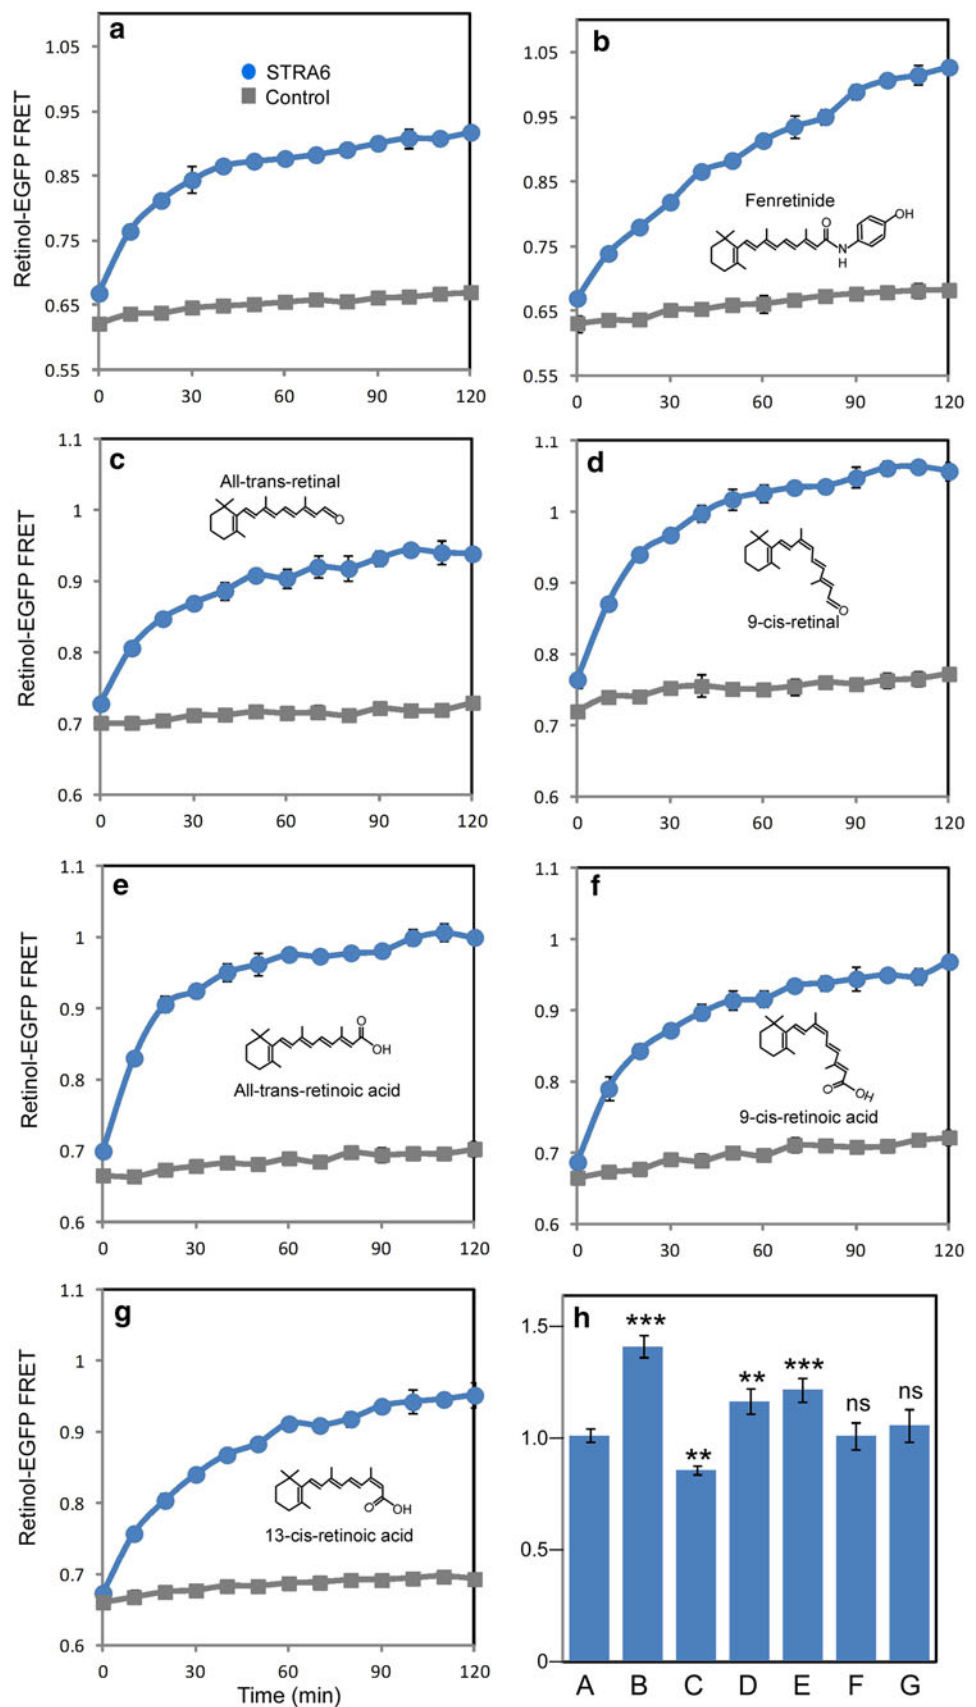 a
STRA6
Control
Retinol-EGFP FRET
1.05
0.95
0.85
0.75
0.65
0.55
0 30 60 90 120
b
1.05
0.95
0.85
0.75
0.65
0.55
Fenretinide
O
OH
N
H
0 30 60 90 120
c
All-trans-retinal
O
Retinol-EGFP FRET
1.1
1
0.9
0.8
0.7
0.6
0 30 60 90 120
d
1.1
1
0.9
0.8
0.7
0.6
O
9-cis-retinal
0 30 60 90 120
e
Retinol-EGFP FRET
1.1
1
0.9
0.8
0.7
0.6
O
OH
All-trans-retinoic acid
0 30 60 90 120
f
1.1
1
0.9
0.8
0.7
0.6
O
OH
9-cis-retinoic acid
0 30 60 90 120
g
Retinol-EGFP FRET
1.1
1
0.9
0.8
0.7
0.6
O
OH
13-cis-retinoic acid
0 30 60 90 120
Time (min)
h
1.5
1.0
0.5
0
***
**
**
***
ns
ns
A B C D E F G